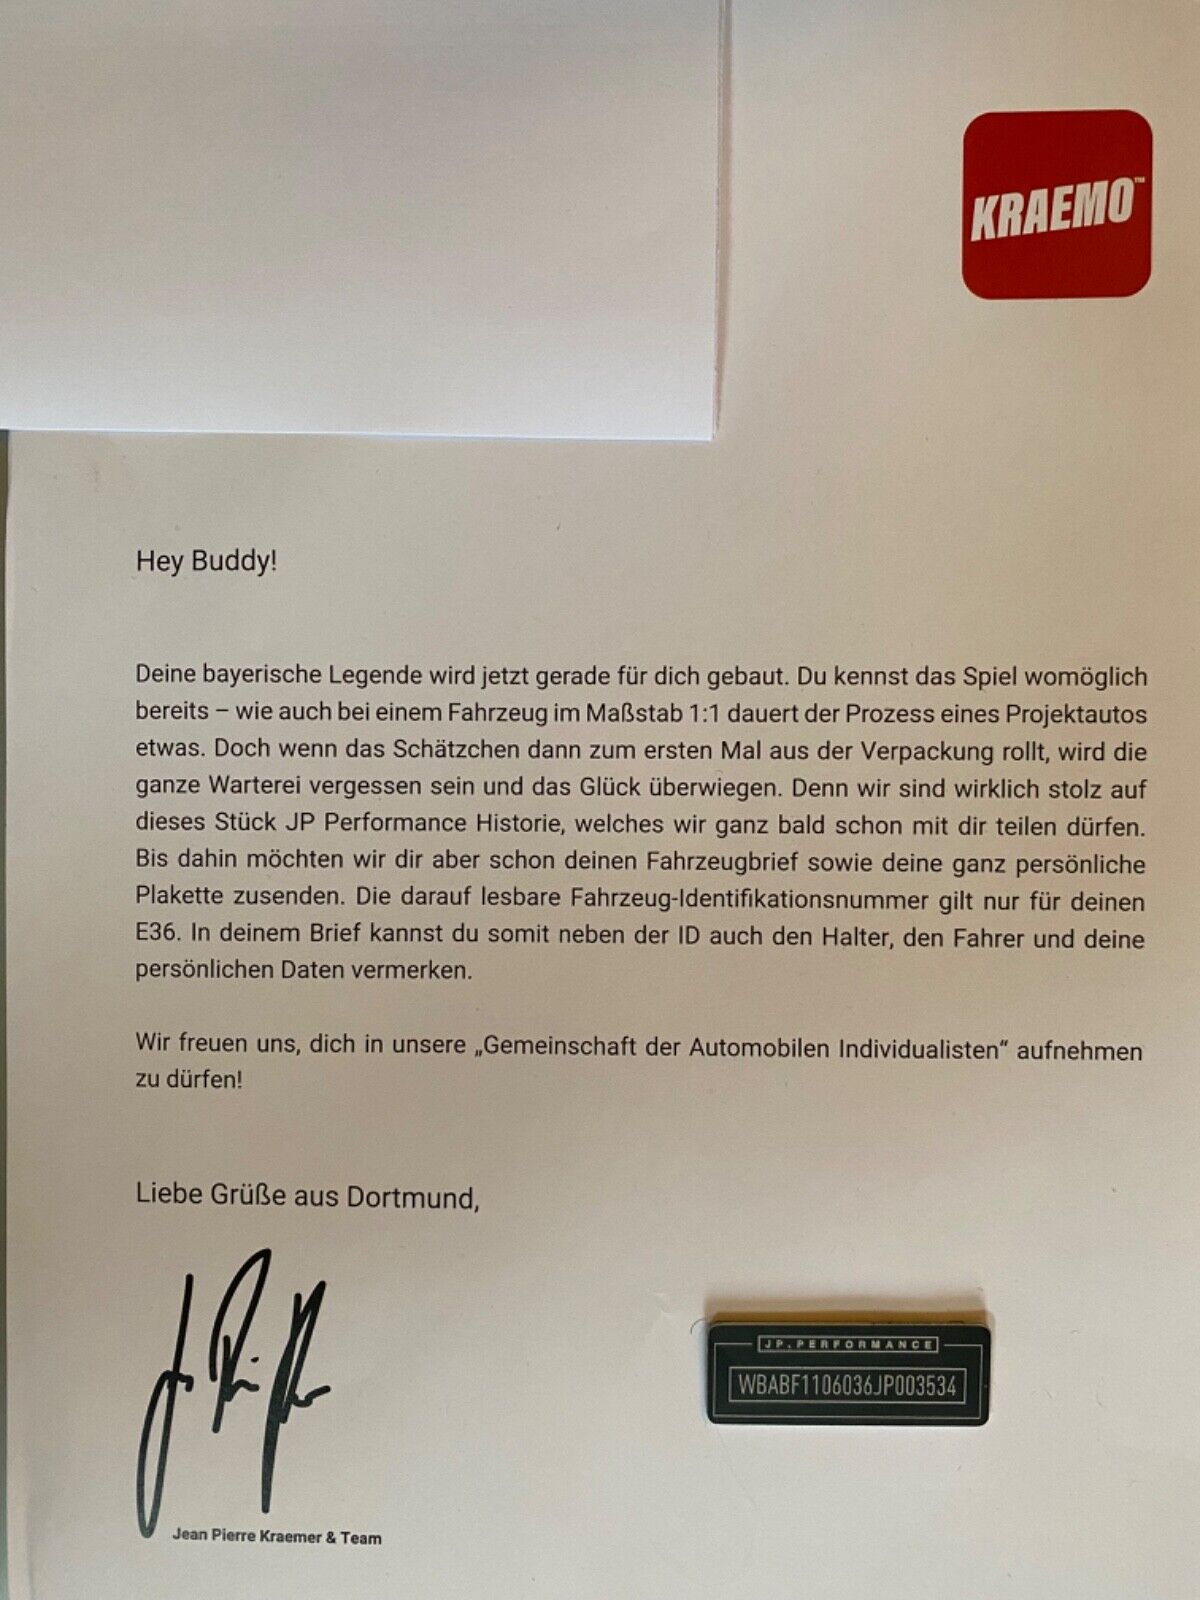 KRAEMO™
Hey Buddy!
Deine bayerische Legende wird jetzt gerade für dich gebaut. Du kennst das Spiel womöglich
bereits – wie auch bei einem Fahrzeug im Maßstab 1:1 dauert der Prozess eines Projektautos
etwas. Doch wenn das Schätzchen dann zum ersten Mal aus der Verpackung rollt, wird die
ganze Warterei vergessen sein und das Glück überwiegen. Denn wir sind wirklich stolz auf
dieses Stück JP Performance Historie, welches wir ganz bald schon mit dir teilen dürfen.
Bis dahin möchten wir dir aber schon deinen Fahrzeugbrief sowie deine ganz persönliche
Plakette zusenden. Die darauf lesbare Fahrzeug-Identifikationsnummer gilt nur für deinen
E36. In deinem Brief kannst du somit neben der ID auch den Halter, den Fahrer und deine
persönlichen Daten vermerken.
Wir freuen uns, dich in unsere „Gemeinschaft der Automobilen Individualisten“ aufnehmen
zu dürfen!
Liebe Grüße aus Dortmund,
Jean Pierre Kraemer & Team
JP.PERFORMANCE
WBABF1106036JP003534